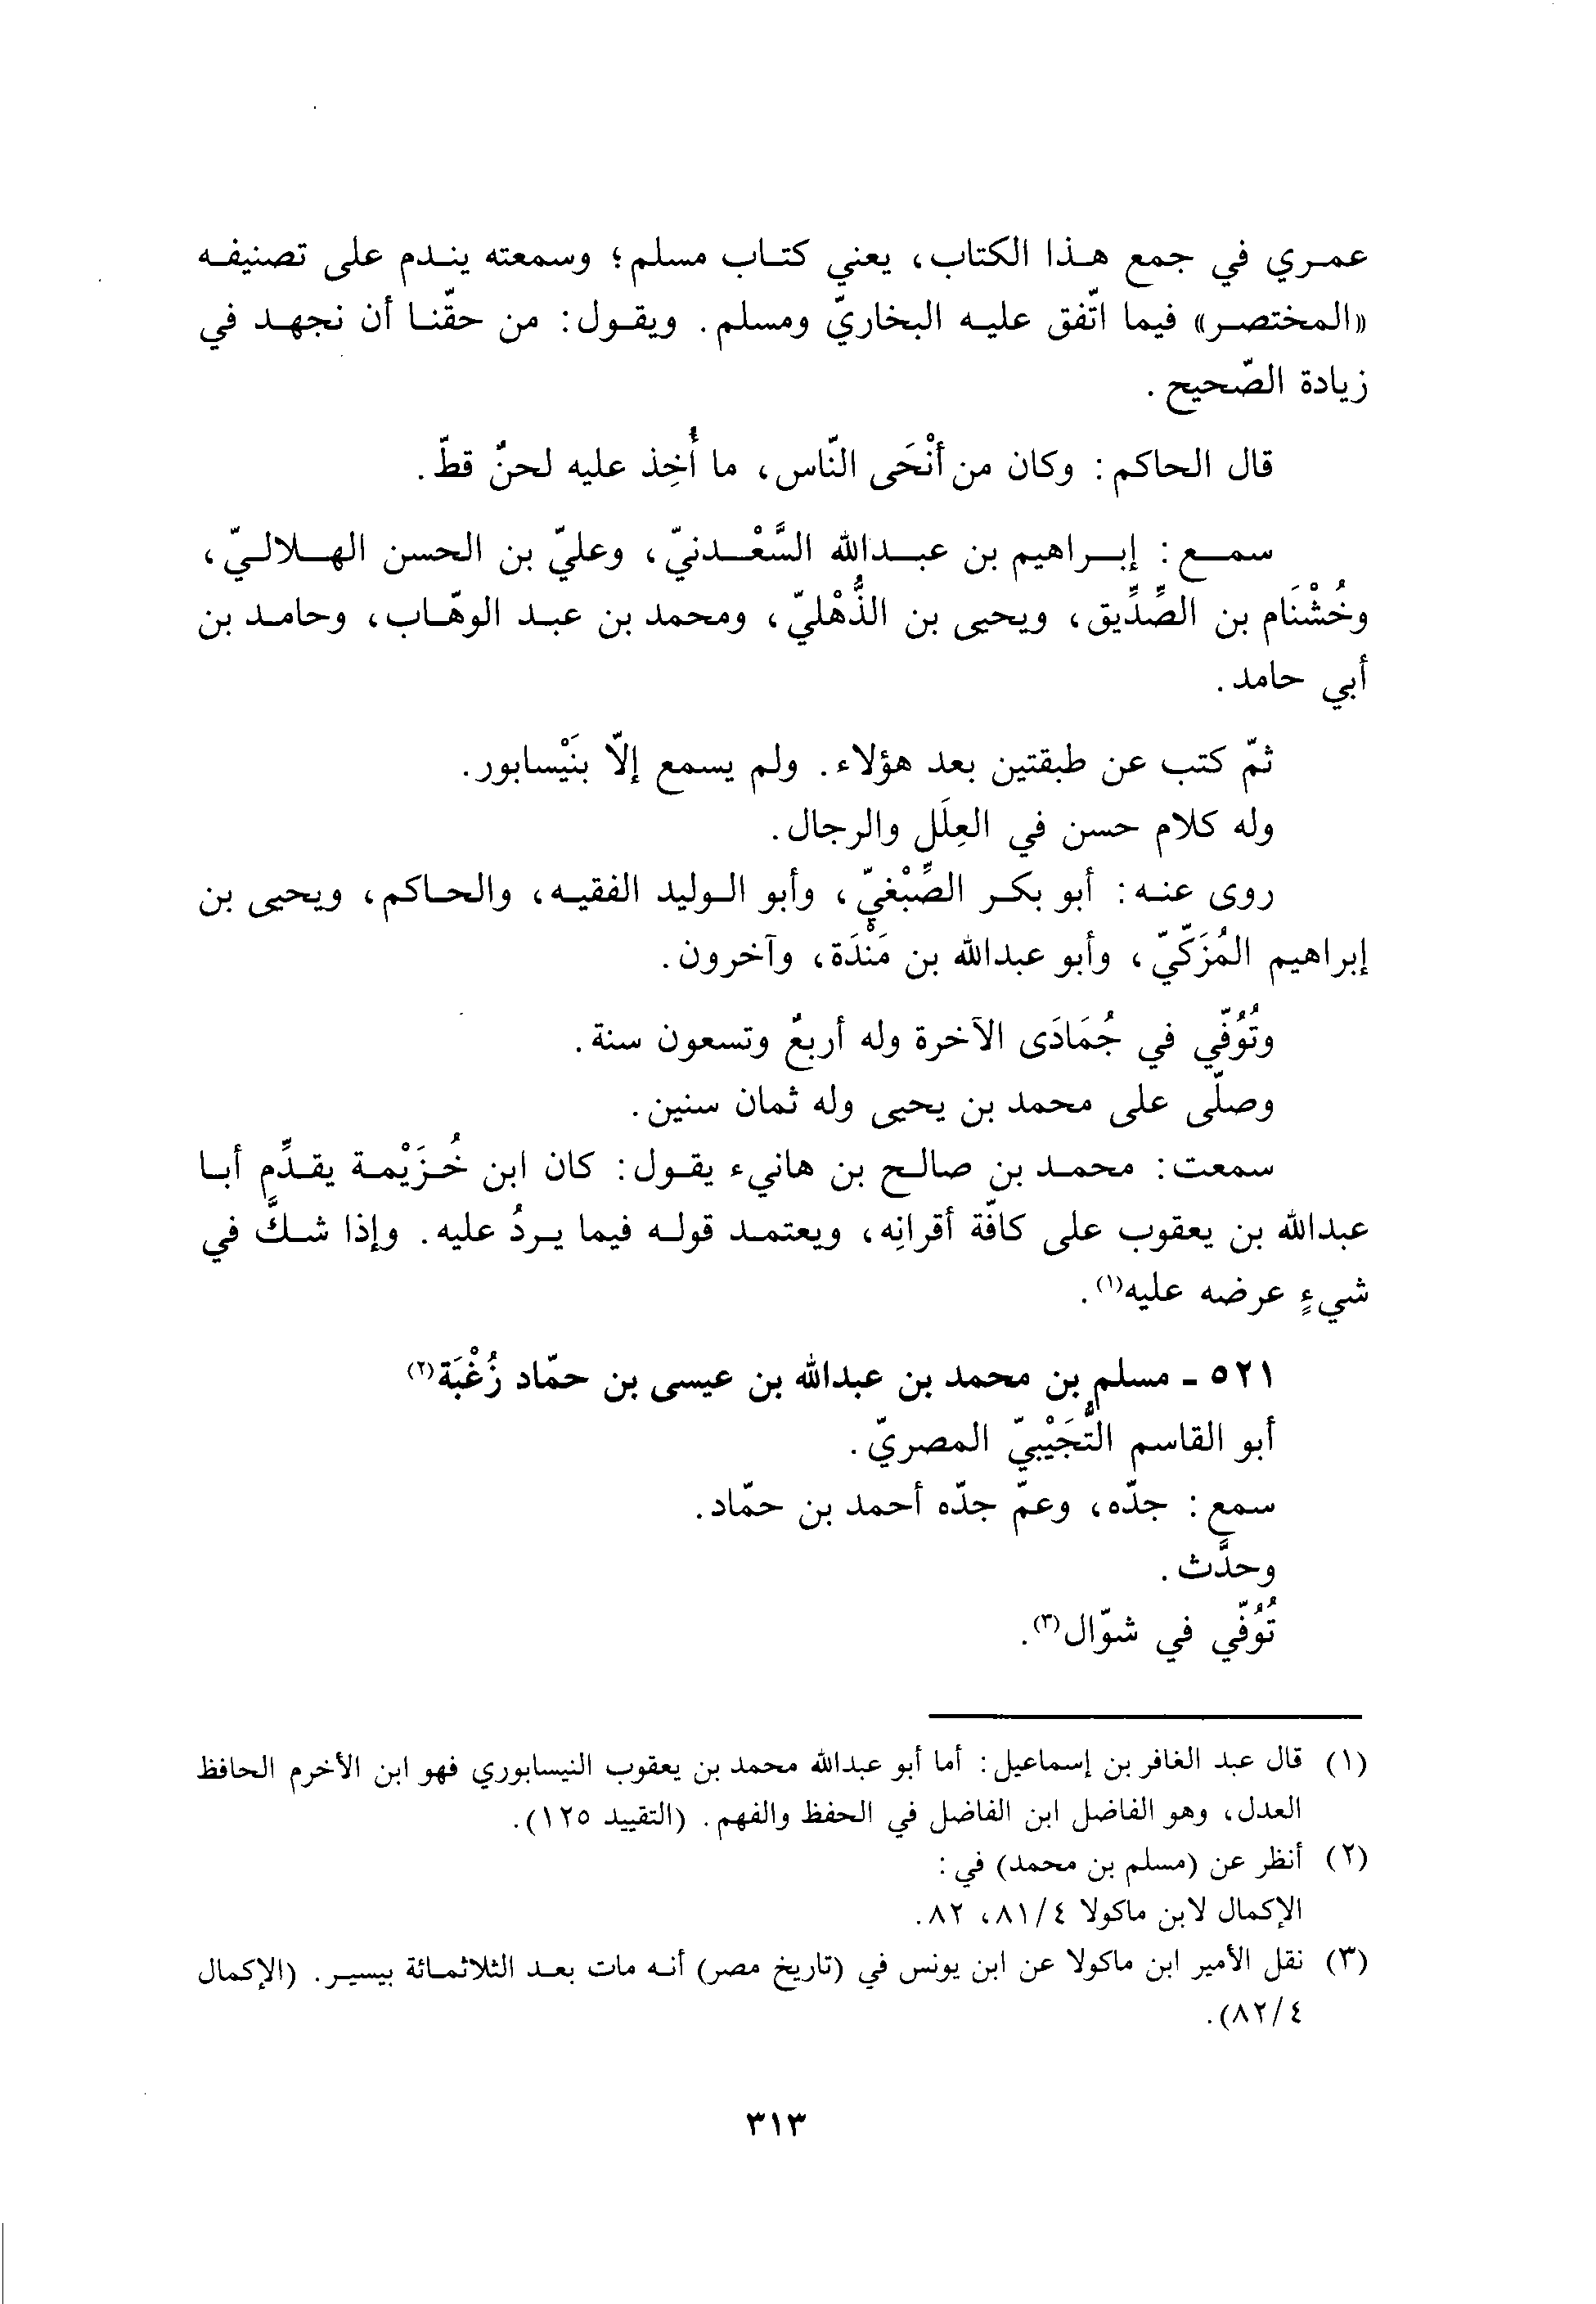 عمري في جمع هذا الكتاب، يعني كتاب مسلم؛ وسمعته يندم على تصنيفه
«المختصر» فيما اتّفق عليه البخاريّ ومسلم. ويقول: من حقّنا أن نجهد في
زيادة الصّحيح.
قال الحاكم: وكان من أنْحَى النّاس، ما أُخِذ عليه لحنٌ قطّ.
سمع: إبراهيم بن عبدالله السَّعْدنيّ، وعليّ بن الحسن الهلاليّ،
وخُشْنَام بن الصِّدِّيق، ويحيى بن الذُّهْليّ، ومحمد بن عبد الوهّاب، وحامد بن
أبي حامد.
ثمّ كتب عن طبقتين بعد هؤلاء. ولم يسمع إلّا بنَيْسابور.
وله كلام حسن في العِلَل والرجال.
روى عنه: أبو بكر الصِّبْغيّ، وأبو الوليد الفقيه، والحاكم، ويحيى بن
إبراهيم المُزَكّيّ، وأبو عبدالله بن مَنْدَة، وآخرون.
وتُوُفّي في جُمَادَى الآخرة وله أربعٌ وتسعون سنة.
وصلّى على محمد بن يحيى وله ثمان سنين.
سمعت: محمد بن صالح بن هانيء يقول: كان ابن خُزَيْمة يقدِّم أبا
عبدالله بن يعقوب على كافّة أقرانِه، ويعتمد قوله فيما يردُ عليه. وإذا شكَّ في
شيءٍ عرضه عليه(١).
٥٢١ - مسلم بن محمد بن عبدالله بن عيسى بن حمّاد زُغْبَة(٢)
أبو القاسم التُّجَيْبيّ المصريّ.
سمع: جدّه، وعمّ جدّه أحمد بن حمّاد.
وحدَّث.
تُوُفّي في شوّال(٣).
(١) قال عبد الغافر بن إسماعيل: أما أبو عبدالله محمد بن يعقوب النيسابوري فهو ابن الأخرم الحافظ
العدل، وهو الفاضل ابن الفاضل في الحفظ والفهم. (التقييد ١٢٥).
(٢) أنظر عن (مسلم بن محمد) في:
الإكمال لابن ماكولا ٨١/٤، ٨٢.
(٣) نقل الأمير ابن ماكولا عن ابن يونس في (تاريخ مصر) أنه مات بعد الثلاثمائة بيسير. (الإكمال
٨٢/٤).
٣١٣